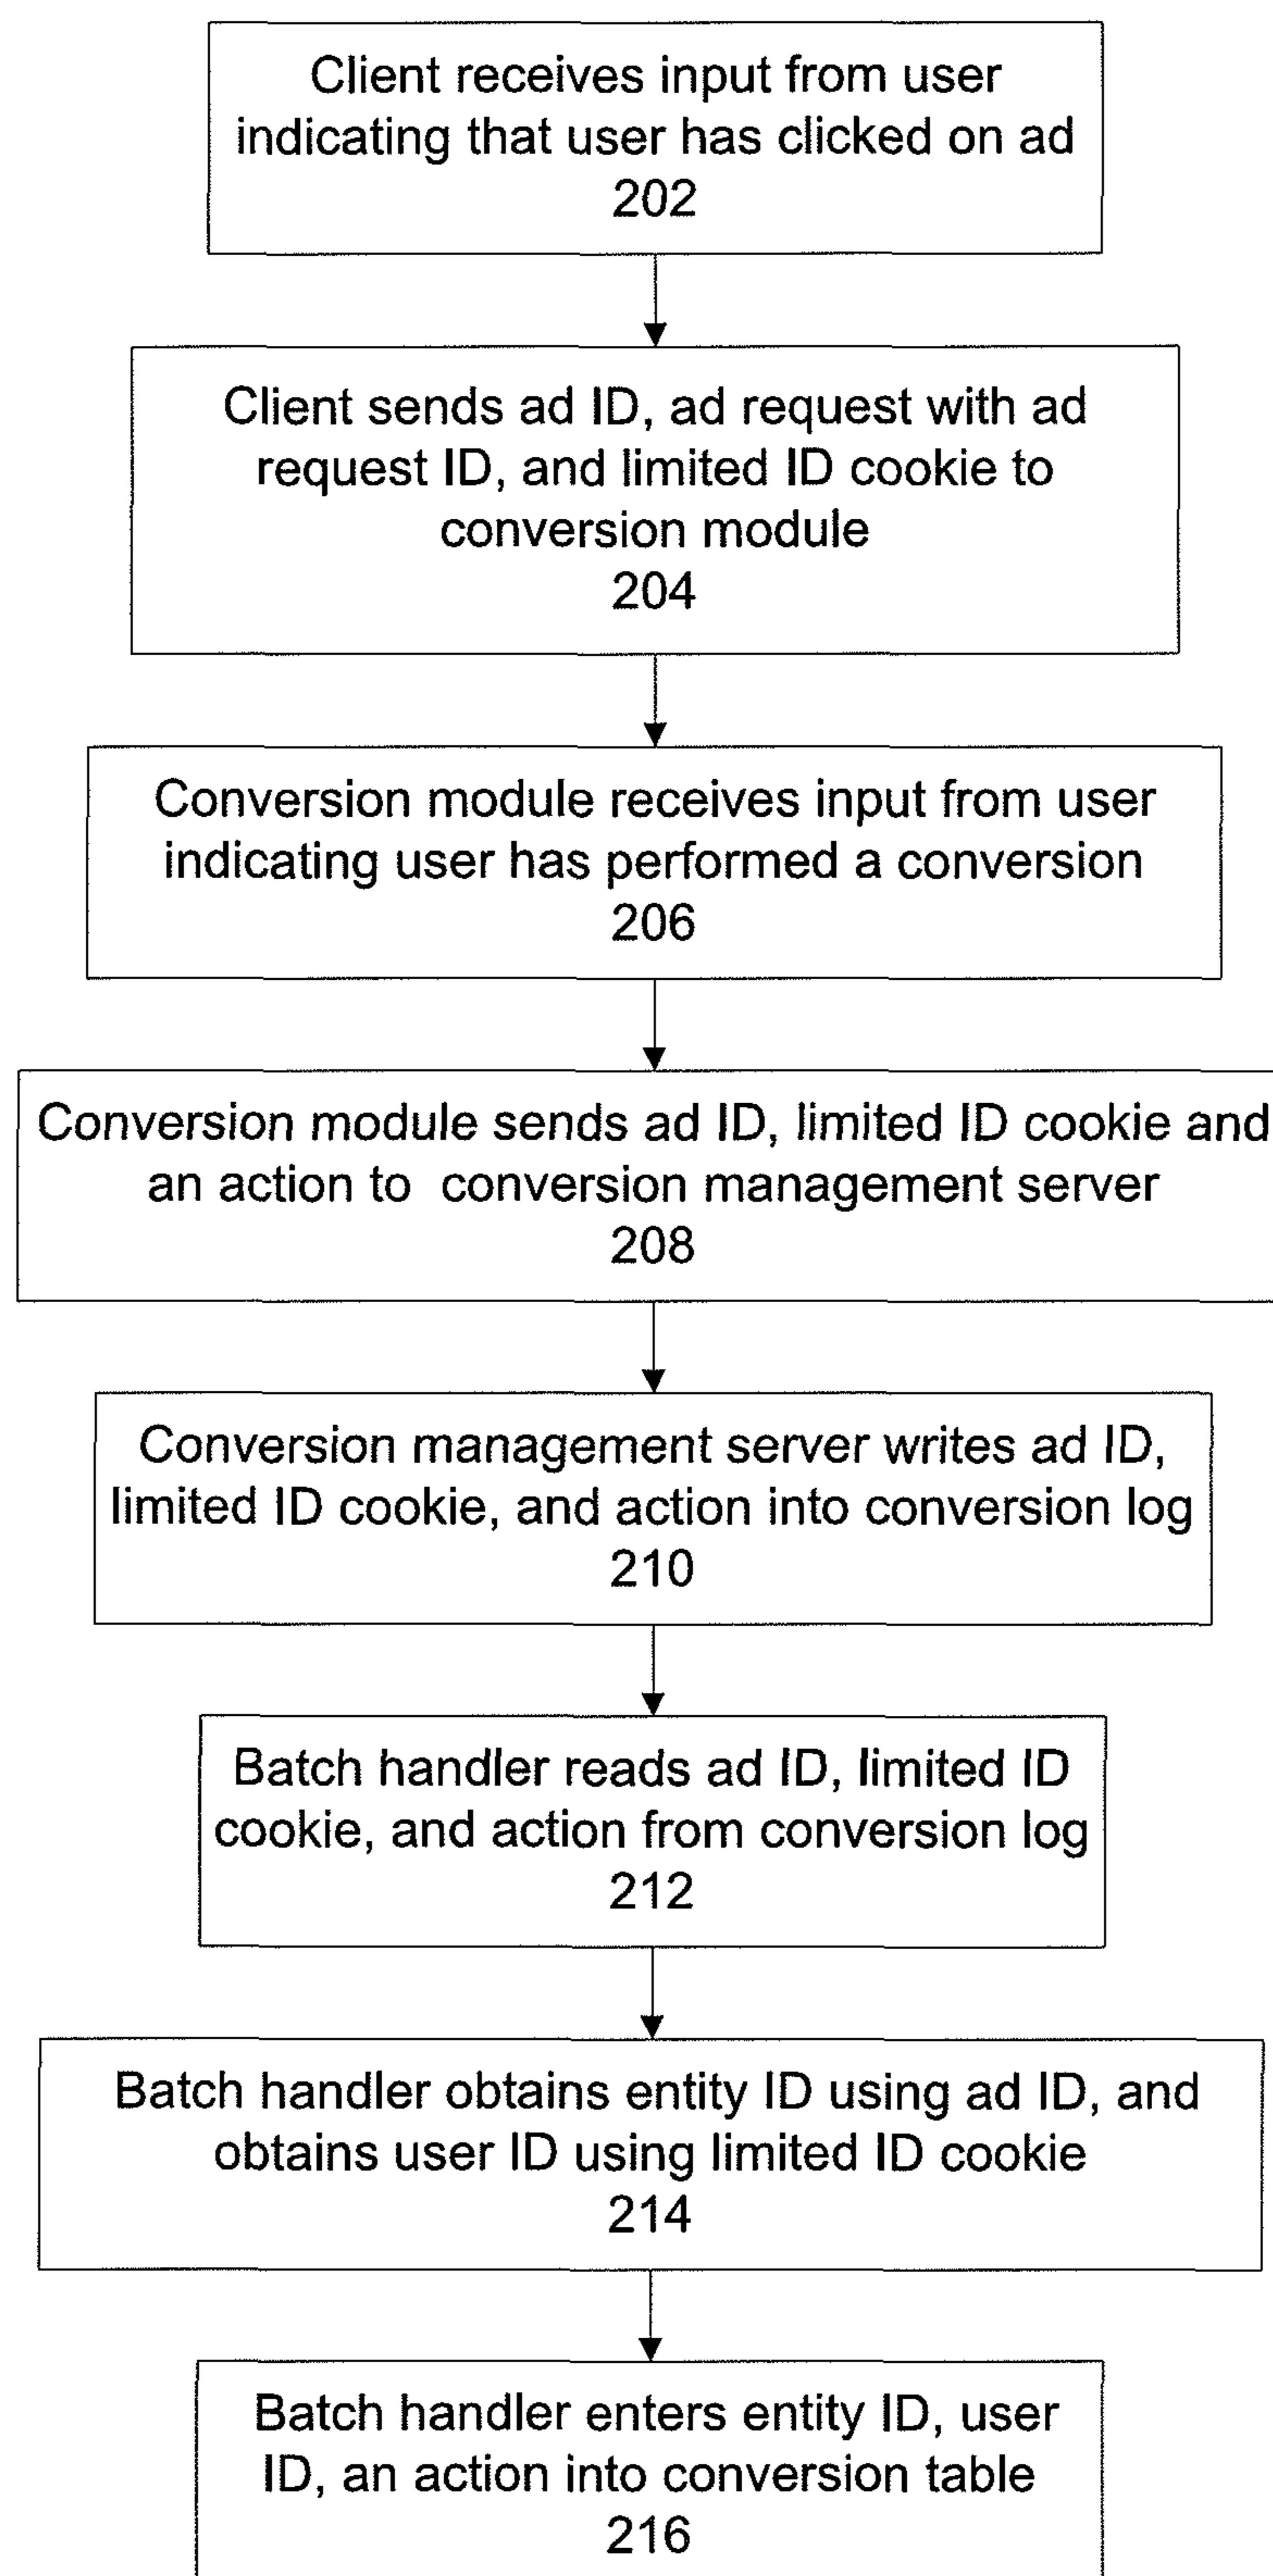 Client receives input from user
indicating that user has clicked on ad
202
Client sends ad ID, ad request with ad
request ID, and limited ID cookie to
conversion module
204
Conversion module receives input from user
indicating user has performed a conversion
206
Conversion module sends ad ID, limited ID cookie and
an action to conversion management server
208
Conversion management server writes ad ID,
limited ID cookie, and action into conversion log
210
Batch handler reads ad ID, limited ID
cookie, and action from conversion log
212
Batch handler obtains entity ID using ad ID, and
obtains user ID using limited ID cookie
214
Batch handler enters entity ID, user
ID, an action into conversion table
216